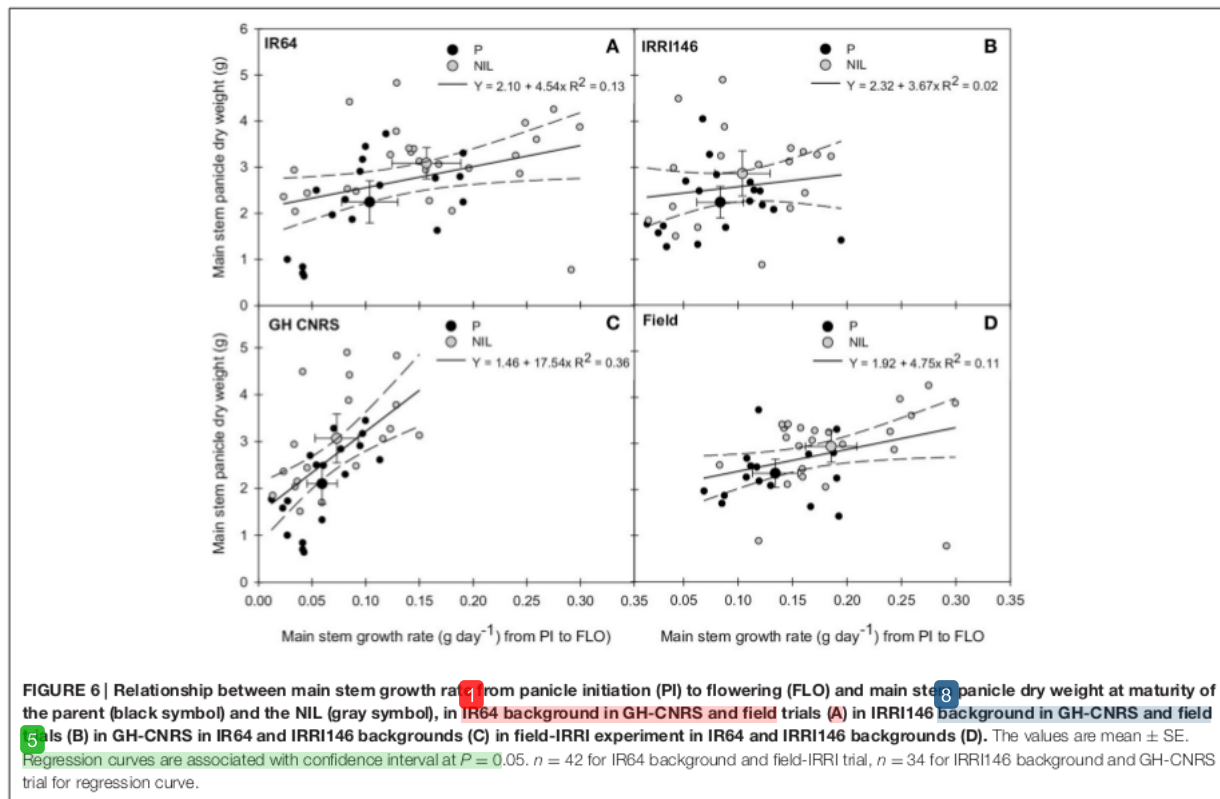 6
IR64
A
P
NIL
Y = 2.10 + 4.54x R² = 0.13
IRRI146
B
P
NIL
Y = 2.32 + 3.67x R² = 0.02
5
4
3
2
1
0
Main stem panicle dry weight (g)
GH CNRS
C
P
NIL
Y = 1.46 + 17.54x R² = 0.36
Field
D
P
NIL
Y = 1.92 + 4.75x R² = 0.11
5
4
3
2
1
0
Main stem panicle dry weight (g)
0.00 0.05 0.10 0.15 0.20 0.25 0.30 0.35
0.05 0.10 0.15 0.20 0.25 0.30 0.35
Main stem growth rate (g day⁻¹) from PI to FLO)
Main stem growth rate (g day⁻¹) from PI to FLO
1
8
FIGURE 6 | Relationship between main stem growth from panicle initiation (PI) to flowering (FLO) and main panicle dry weight at maturity of
the parent (black symbol) and the NIL (gray symbol), in IR64 background in GH-CNRS and field trials (A) in IRRI146 background in GH-CNRS and field
5
(B) in GH-CNRS in IR64 and IRRI146 backgrounds (C) in field-IRRI experiment in IR64 and IRRI146 backgrounds (D). The values are mean ± SE.
Regression curves are associated with confidence interval at P = 0.05. n = 42 for IR64 background and field-IRRI trial, n = 34 for IRRI146 background and GH-CNRS
trial for regression curve.